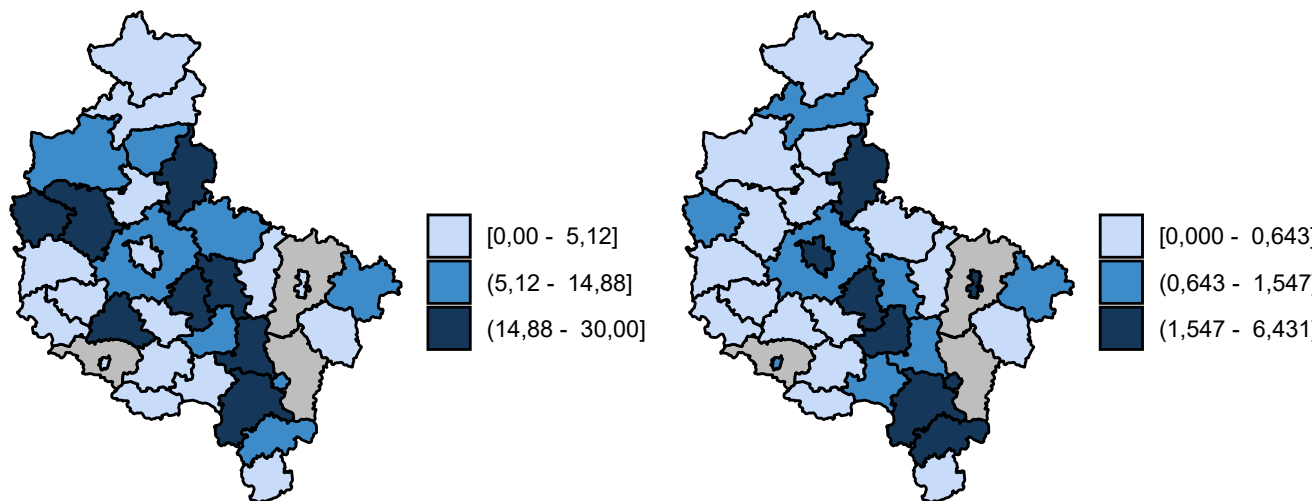 [0,00 - 5,12]
(5,12 - 14,88]
(14,88 - 30,00]
[0,000 - 0,643]
(0,643 - 1,547]
(1,547 - 6,431]